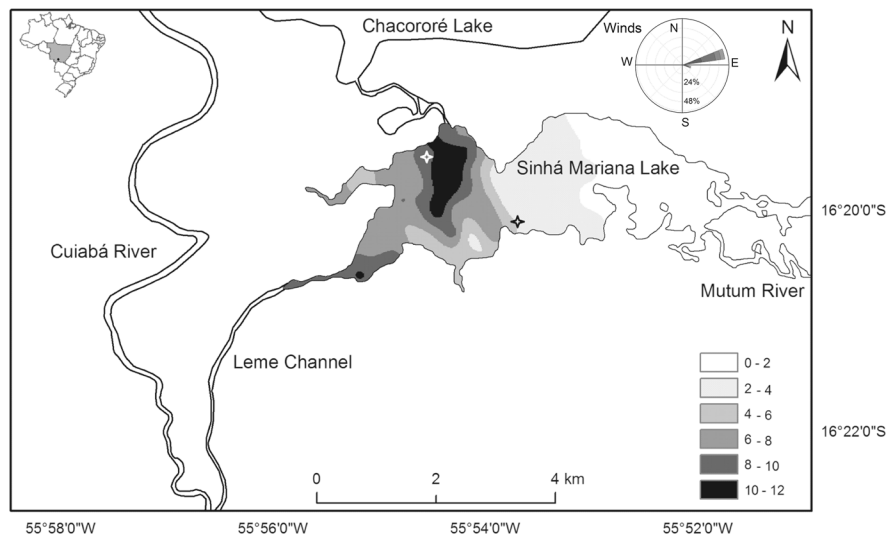 Chacororé Lake
Winds
N
W
E
S
24%
48%
N
Sinhá Mariana Lake
16°20'0"S
Cuiabá River
Mutum River
Leme Channel
0 - 2
2 - 4
4 - 6
6 - 8
8 - 10
10 - 12
16°22'0"S
0 2 4 km
55°58'0"W 55°56'0"W 55°54'0"W 55°52'0"W